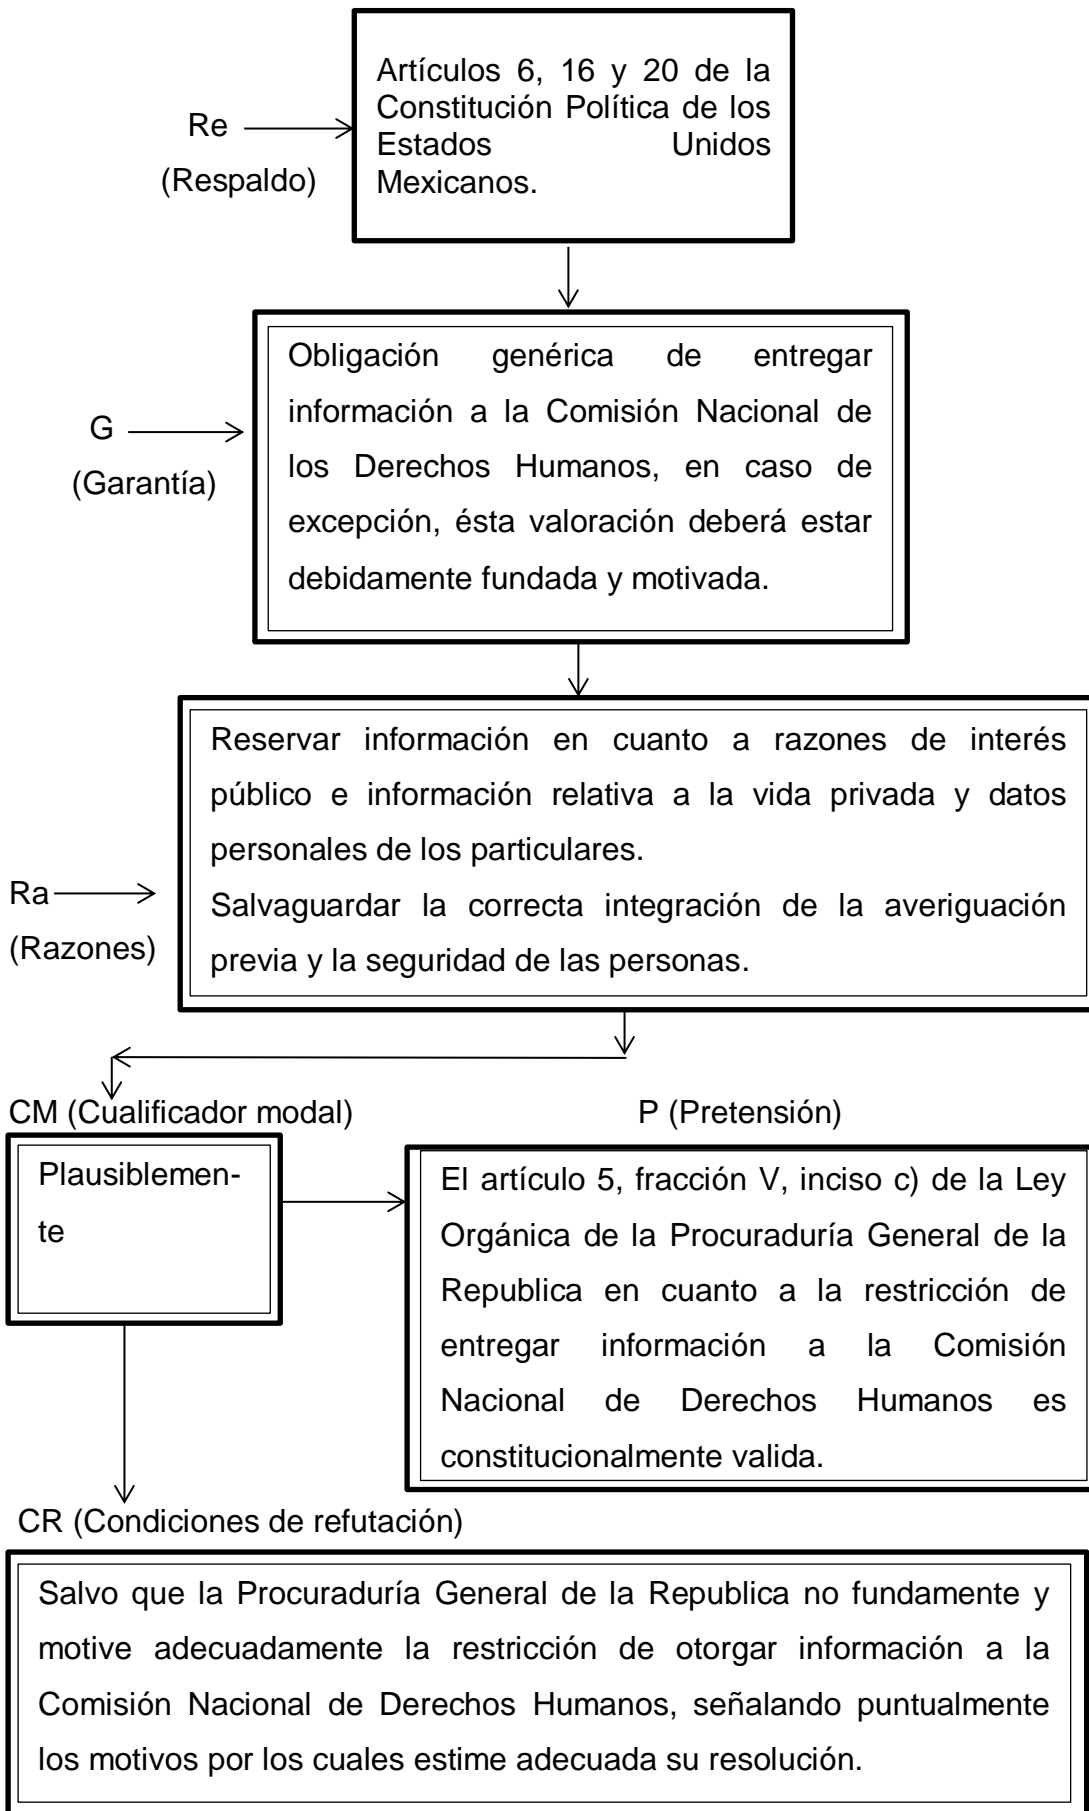 Artículos 6, 16 y 20 de la
Constitución Política de los
Estados Unidos
Mexicanos.
Re
(Respaldo)
Obligación genérica de entregar
información a la Comisión Nacional de
los Derechos Humanos, en caso de
excepción, ésta valoración deberá estar
debidamente fundada y motivada.
G
(Garantía)
Reservar información en cuanto a razones de interés
público e información relativa a la vida privada y datos
personales de los particulares.
Salvaguardar la correcta integración de la averiguación
previa y la seguridad de las personas.
Ra
(Razones)
CM (Cualificador modal)
P (Pretensión)
Plausiblemen-
te
El artículo 5, fracción V, inciso c) de la Ley
Orgánica de la Procuraduría General de la
Republica en cuanto a la restricción de
entregar información a la Comisión
Nacional de Derechos Humanos es
constitucionalmente valida.
CR (Condiciones de refutación)
Salvo que la Procuraduría General de la Republica no fundamente y
motive adecuadamente la restricción de otorgar información a la
Comisión Nacional de Derechos Humanos, señalando puntualmente
los motivos por los cuales estime adecuada su resolución.